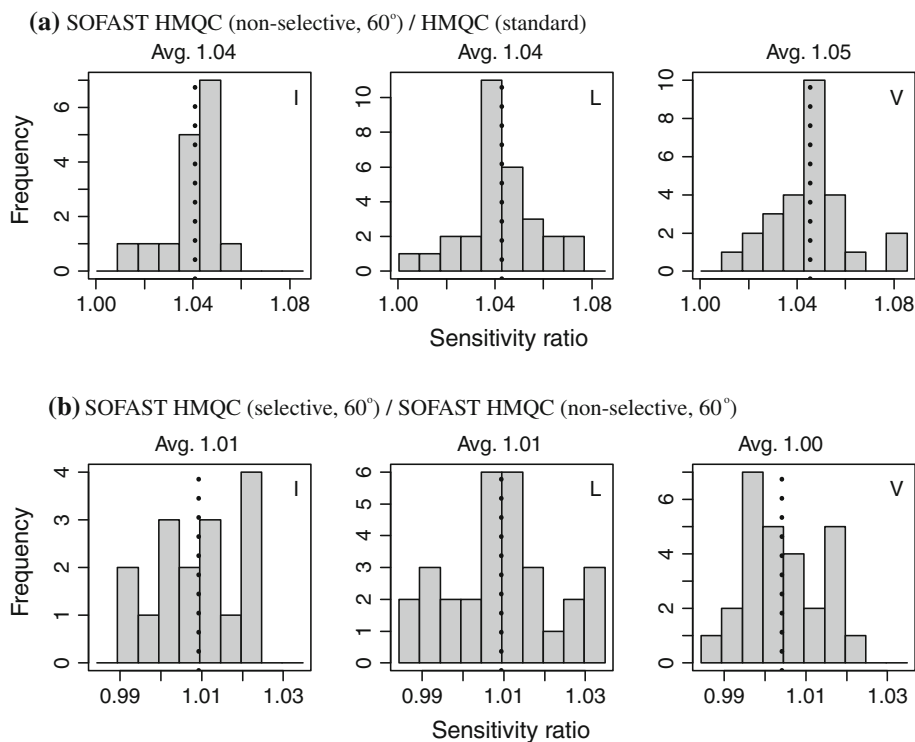 (a) SOFAST HMQC (non-selective, 60°) / HMQC (standard)
Avg. 1.04 Avg. 1.04 Avg. 1.05
I L V
Frequency
0 2 4 6
0 2 4 6 8 10
0 2 4 6 8 10
1.00 1.04 1.08 1.00 1.04 1.08 1.00 1.04 1.08
Sensitivity ratio
(b) SOFAST HMQC (selective, 60°) / SOFAST HMQC (non-selective, 60°)
Avg. 1.01 Avg. 1.01 Avg. 1.00
I L V
Frequency
0 1 2 3 4
0 1 2 3 4 5 6
0 2 4 6
0.99 1.01 1.03 0.99 1.01 1.03 0.99 1.01 1.03
Sensitivity ratio